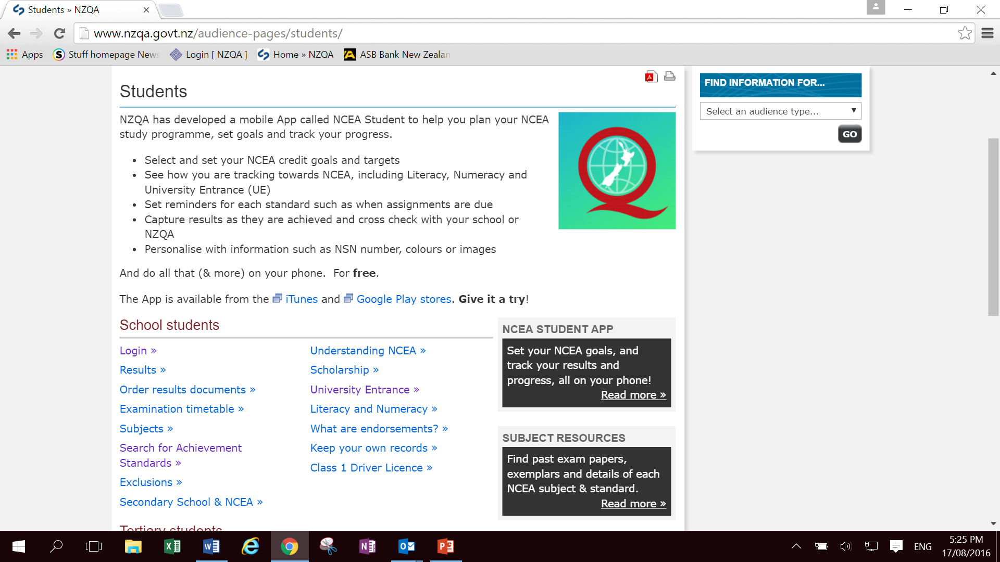 Students » NZQA
www.nzqa.govt.nz/audience-pages/students/
Apps
Stuff homepage News
Login [ NZQA ]
Home » NZQA
ASB Bank New Zealan
Students
NZQA has developed a mobile App called NCEA Student to help you plan your NCEA
study programme, set goals and track your progress.
• Select and set your NCEA credit goals and targets
• See how you are tracking towards NCEA, including Literacy, Numeracy and
University Entrance (UE)
• Set reminders for each standard such as when assignments are due
• Capture results as they are achieved and cross check with your school or
NZQA
• Personalise with information such as NSN number, colours or images
And do all that (& more) on your phone. For free.
The App is available from the iTunes and Google Play stores. Give it a try!
FIND INFORMATION FOR...
Select an audience type...
GO
School students
Login »
Results »
Order results documents »
Examination timetable »
Subjects »
Search for Achievement
Standards »
Exclusions »
Secondary School & NCEA »
Understanding NCEA »
Scholarship »
University Entrance »
Literacy and Numeracy »
What are endorsements? »
Keep your own records »
Class 1 Driver Licence »
NCEA STUDENT APP
Set your NCEA goals, and
track your results and
progress, all on your phone!
Read more »
SUBJECT RESOURCES
Find past exam papers,
exemplars and details of each
NCEA subject & standard.
Read more »
Tertiary students
ENG
5:25 PM
17/08/2016